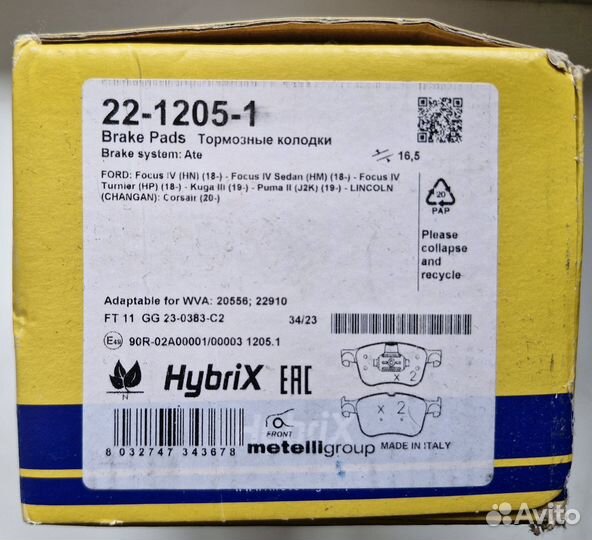 22-1205-1
Brake Pads Тормозные колодки
Brake system: Ate
16,5
FORD: Focus IV (HN) (18-) - Focus IV Sedan (HM) (18-) - Focus IV
Turnier (HP) (18-) - Kuga III (19-) - Puma II (J2K) (19-) - LINCOLN
(CHANGAN): Corsair (20-)
20
PAP
Please
collapse
and
recycle
Adaptable for WVA: 20556; 22910
FT 11 GG 23-0383-C2
34/23
E49 90R-02A00001/00003 1205.1
N
HybriX EAC
x 2
x 2
FRONT
metelligroup
MADE IN ITALY
8 032747 343678
Avito